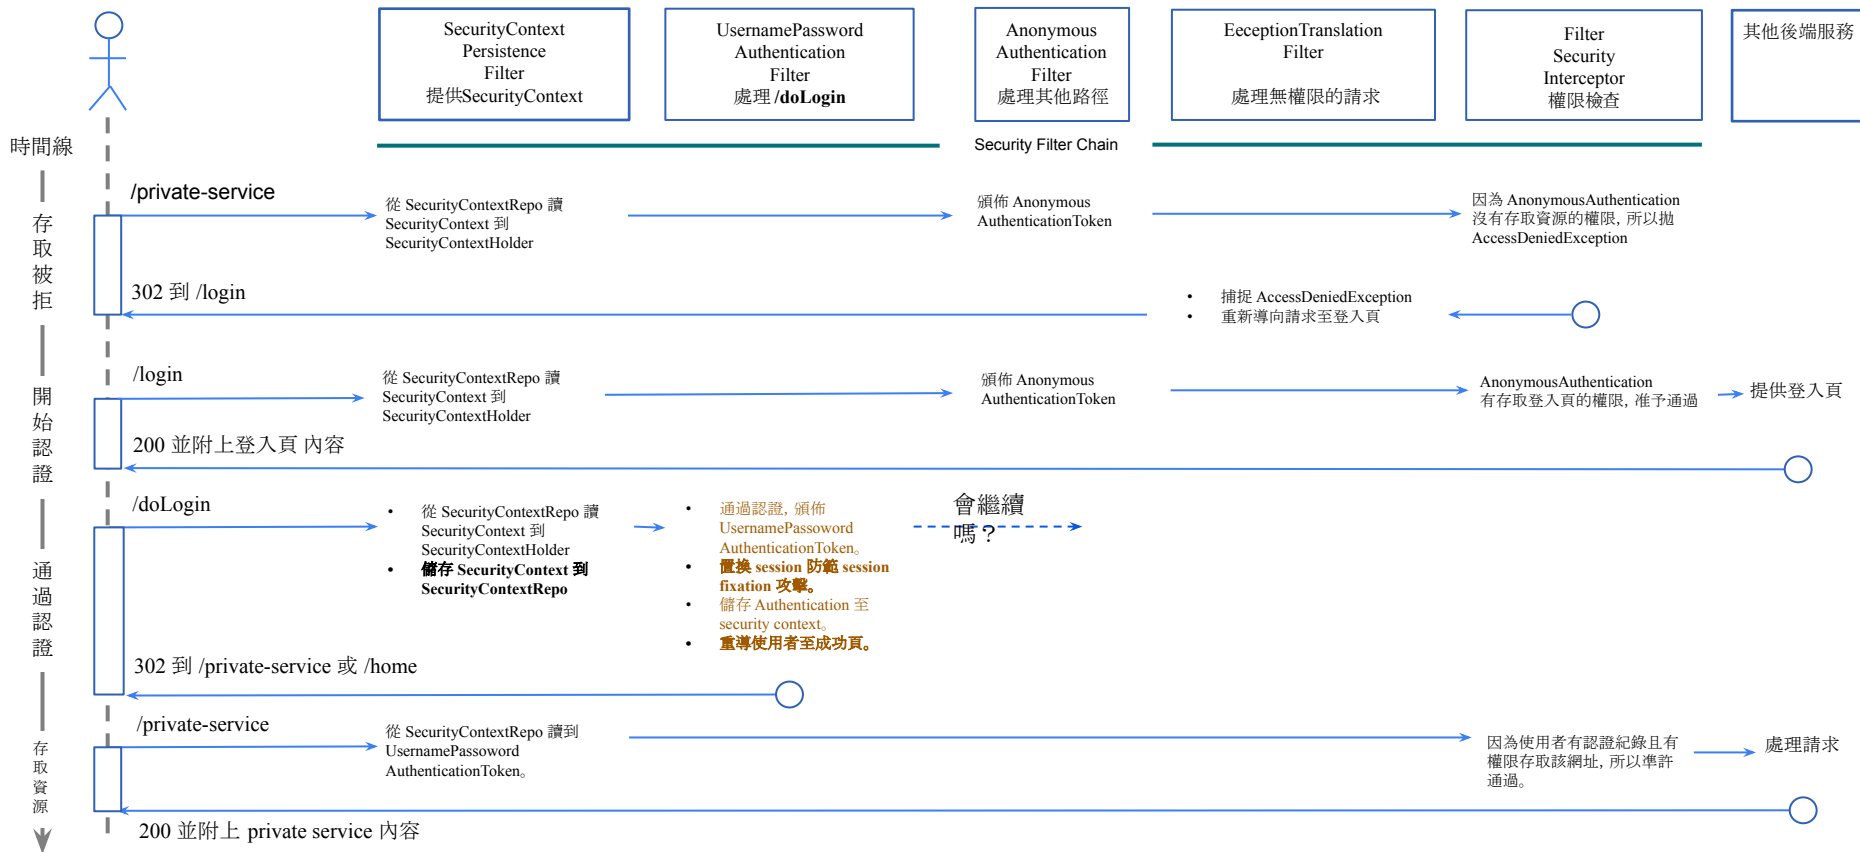 SecurityContext
Persistence
Filter
提供SecurityContext
UsernamePassword
Authentication
Filter
處理 /doLogin
Anonymous
Authentication
Filter
處理其他路徑
EeceptionTranslation
Filter
處理無權限的請求
Filter
Security
Interceptor
權限檢查
其他後端服務
時間線
Security Filter Chain
存取被拒
/private-service
從 SecurityContextRepo 讀
SecurityContext 到
SecurityContextHolder
頒佈 Anonymous
AuthenticationToken
因為 AnonymousAuthentication
沒有存取資源的權限, 所以拋
AccessDeniedException
302 到 /login
• 捕捉 AccessDeniedException
• 重新導向請求至登入頁
開始認證
/login
從 SecurityContextRepo 讀
SecurityContext 到
SecurityContextHolder
頒佈 Anonymous
AuthenticationToken
AnonymousAuthentication
有存取登入頁的權限, 准予通過
提供登入頁
200 並附上登入頁 內容
通過認證
/doLogin
• 從 SecurityContextRepo 讀
SecurityContext 到
SecurityContextHolder
• 儲存 SecurityContext 到
SecurityContextRepo
• 通過認證, 頒佈
UsernamePassoword
AuthenticationToken。
• 置換 session 防範 session
fixation 攻擊。
• 儲存 Authentication 至
security context。
• 重導使用者至成功頁。
會繼續
嗎？
302 到 /private-service 或 /home
存取資源
/private-service
從 SecurityContextRepo 讀到
UsernamePassoword
AuthenticationToken。
因為使用者有認證紀錄且有
權限存取該網址, 所以準許
通過。
處理請求
200 並附上 private service 內容